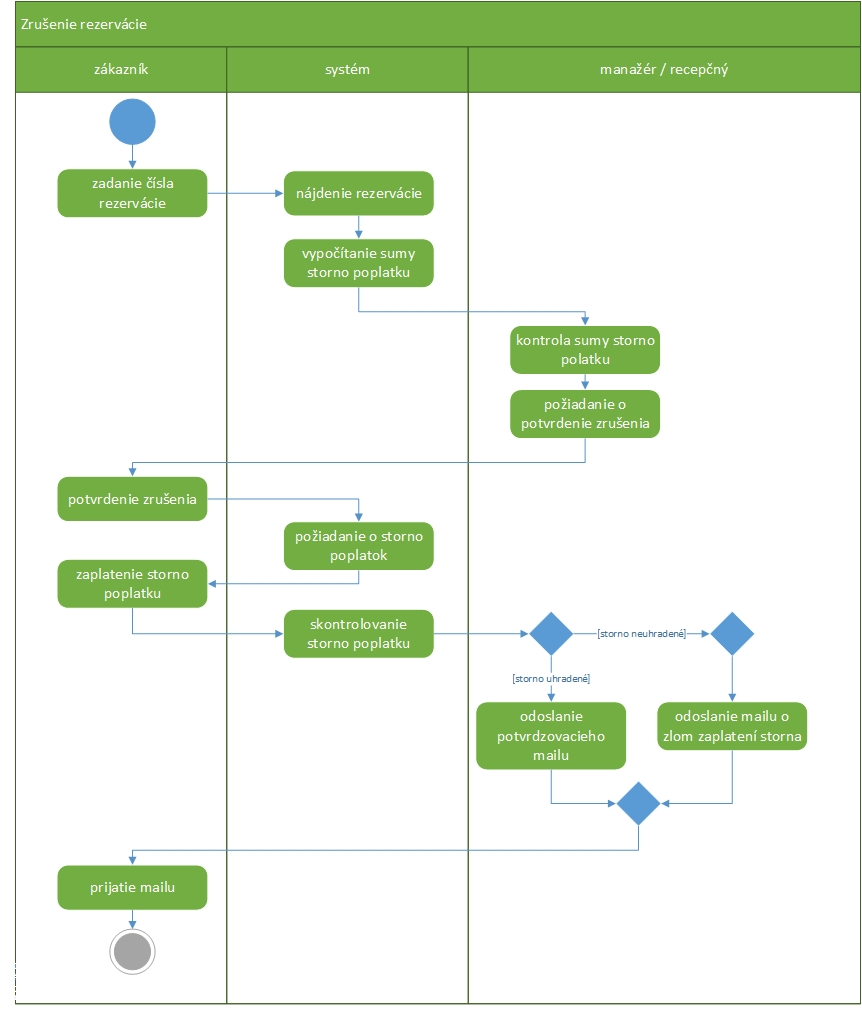 Zrušenie rezervácie
zákazník
systém
manažér / recepčný
zadanie čísla
rezervácie
nájdenie rezervácie
vypočítanie sumy
storno poplatku
kontrola sumy storno
polatku
požiadanie o
potvrdenie zrušenia
potvrdenie zrušenia
požiadanie o storno
poplatok
zaplatenie storno
poplatku
skontrolovanie
storno poplatku
[storno neuhradené]
[storno uhradené]
odoslanie
potvrdzovacieho
mailu
odoslanie mailu o
zlom zaplatení storna
prijatie mailu